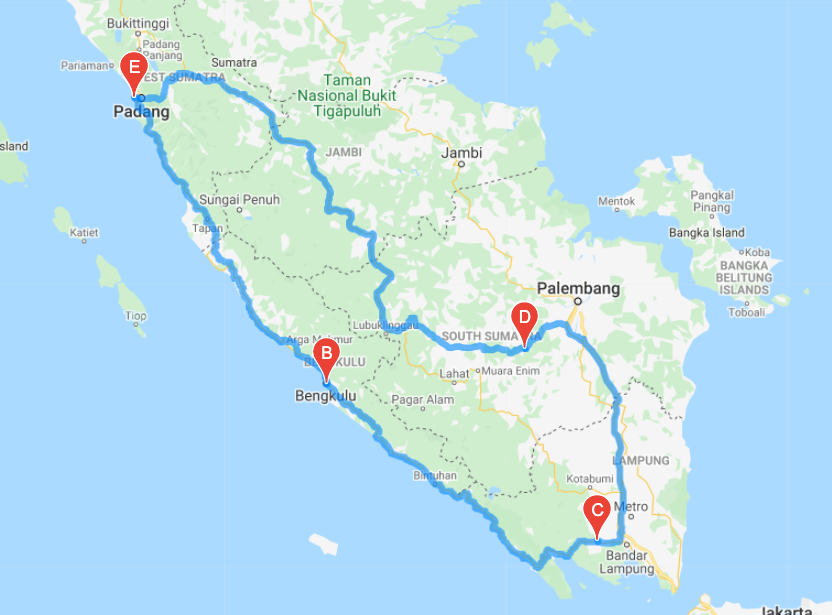 Bukittinggi
Padang
Panjang
Pariaman
Sumatra
E
EST SUMATRA
Padang
Taman
Nasional Bukit
Tigapuluh
sland
JAMBI
Jambi
Sungai Penuh
Tapan
Katiet
Mentok
Pangkal
Pinang
Bangka Island
Koba
BANGKA
BELITUNG
ISLANDS
Toboali
Palembang
Tiop
Lubuklinggau
D
SOUTH SUMA
A
Arga Makmur
B
BENGKULU
Bengkulu
Lahat
Muara Enim
Pagar Alam
LAMPUNG
Bintuhan
Kotabumi
C
Metro
Bandar
Lampung
Jakarta